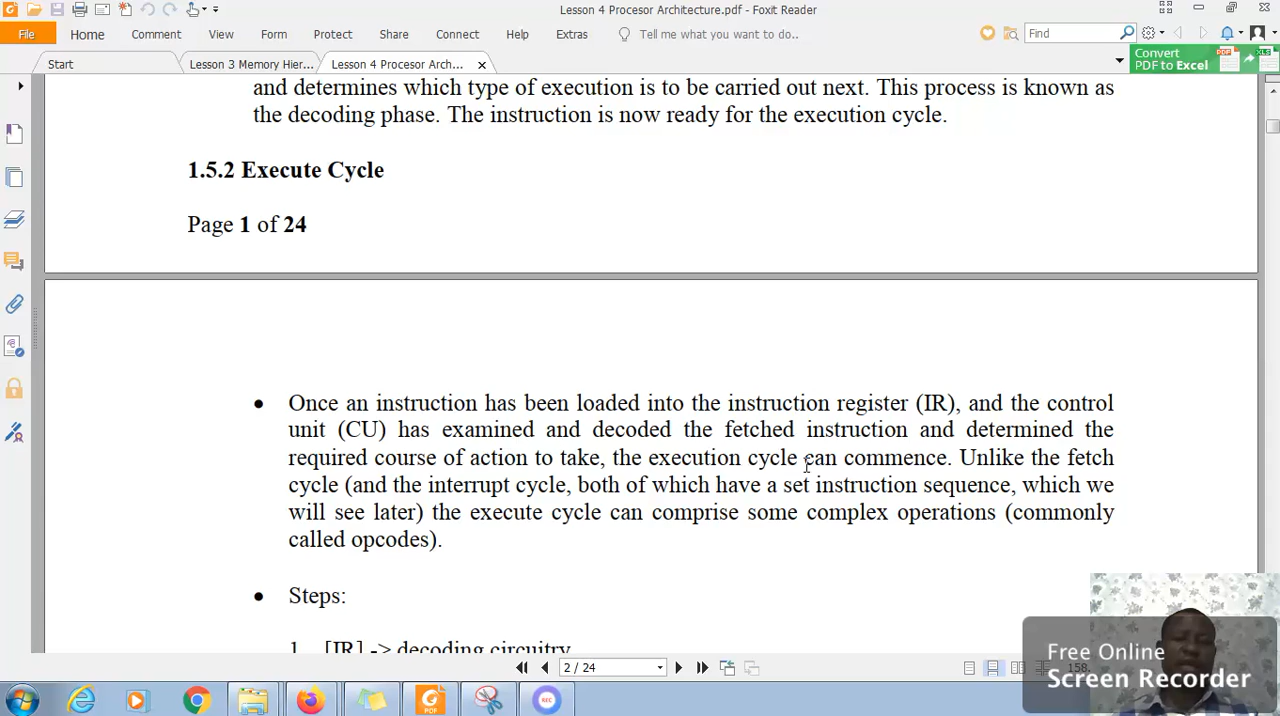 Lesson 4 Procesor Architecture.pdf - Foxit Reader
File Home Comment View Form Protect Share Connect Help Extras Tell me what you want to do.. Find
Start Lesson 3 Memory Hier... Lesson 4 Procesor Arch... Convert
PDF to Excel
and determines which type of execution is to be carried out next. This process is known as
the decoding phase. The instruction is now ready for the execution cycle.
1.5.2 Execute Cycle
Page 1 of 24
• Once an instruction has been loaded into the instruction register (IR), and the control
unit (CU) has examined and decoded the fetched instruction and determined the
required course of action to take, the execution cycle can commence. Unlike the fetch
cycle (and the interrupt cycle, both of which have a set instruction sequence, which we
will see later) the execute cycle can comprise some complex operations (commonly
called opcodes).
• Steps:
1. [IR] -> decoding circuitry
Free Online
Screen Recorder
2 / 24 158.
PDF REC